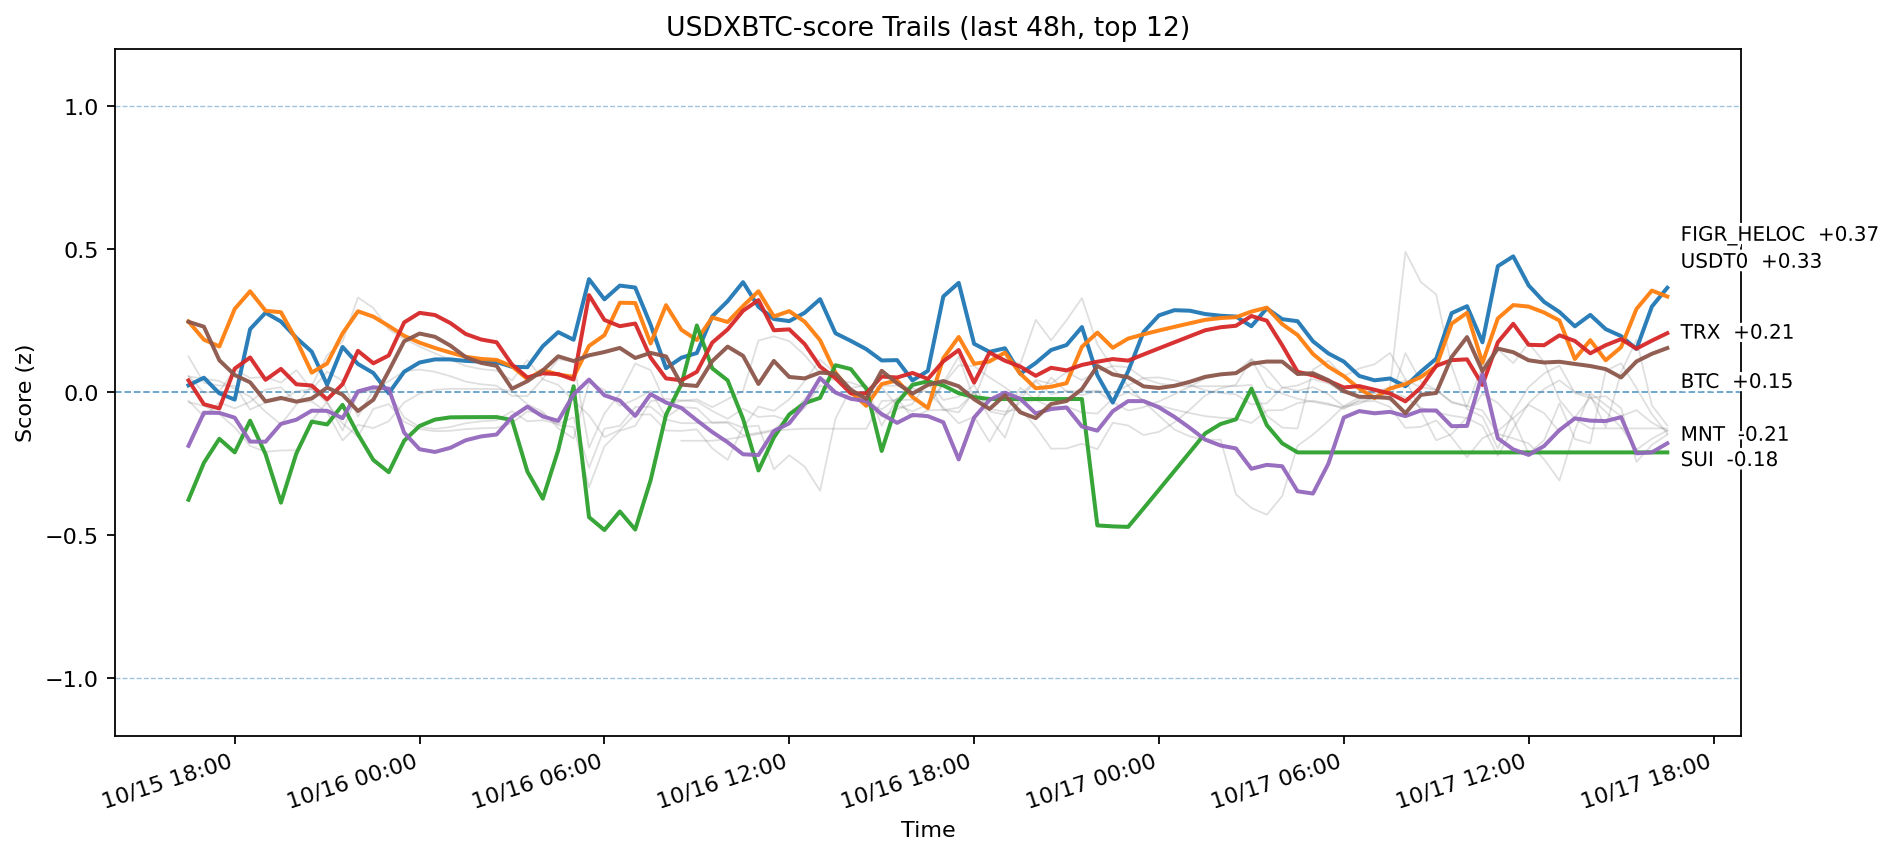 USDXBTC-score Trails (last 48h, top 12)
Score (z)
1.0
0.5
0.0
−0.5
−1.0
FIGR_HELOC +0.37
USDT0 +0.33
TRX +0.21
BTC +0.15
MNT -0.21
SUI -0.18
10/15 18:00
10/16 00:00
10/16 06:00
10/16 12:00
10/16 18:00
10/17 00:00
10/17 06:00
10/17 12:00
10/17 18:00
Time